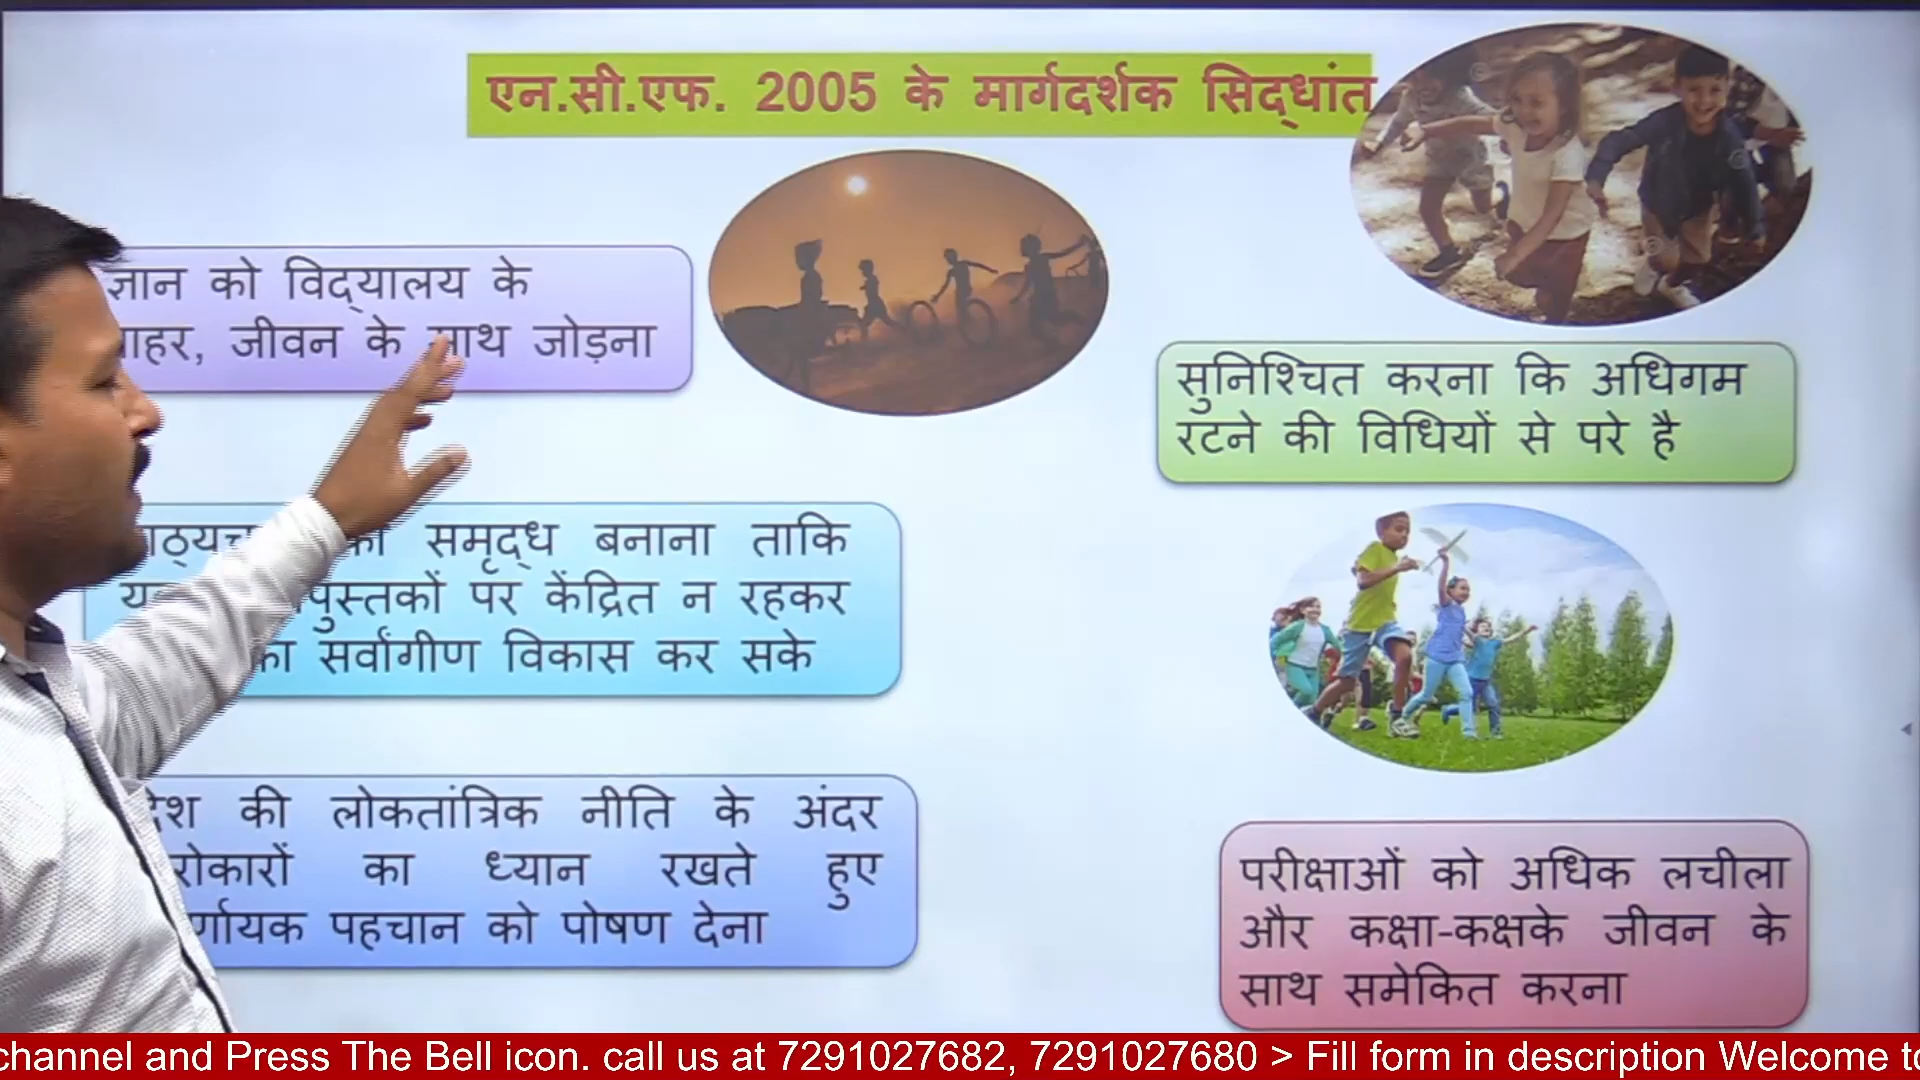 एन.सी.एफ. 2005 के मार्गदर्शक सिद्धांत
ज्ञान को विद्यालय के
जीवन के साथ जोड़ना
सुनिश्चित करना कि अधिगम
रटने की विधियों से परे है
समृद्ध बनाना ताकि
पर केंद्रित न रहकर
सर्वांगीण विकास कर सके
की लोकतांत्रिक नीति के अंदर
का ध्यान रखते हुए
पहचान को पोषण देना
परीक्षाओं को अधिक लचीला
और कक्षा-कक्षके जीवन के
साथ समेकित करना
channel and Press The Bell icon. call us at 7291027682, 7291027680 > Fill form in description Welcome to